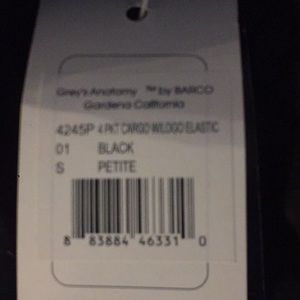 Grey's Anatomy ™ by BARCO
Gardena California
4245P 4 PKT CARGO W/LOGO ELASTIC
01 BLACK
S PETITE
8 83884 46331 0